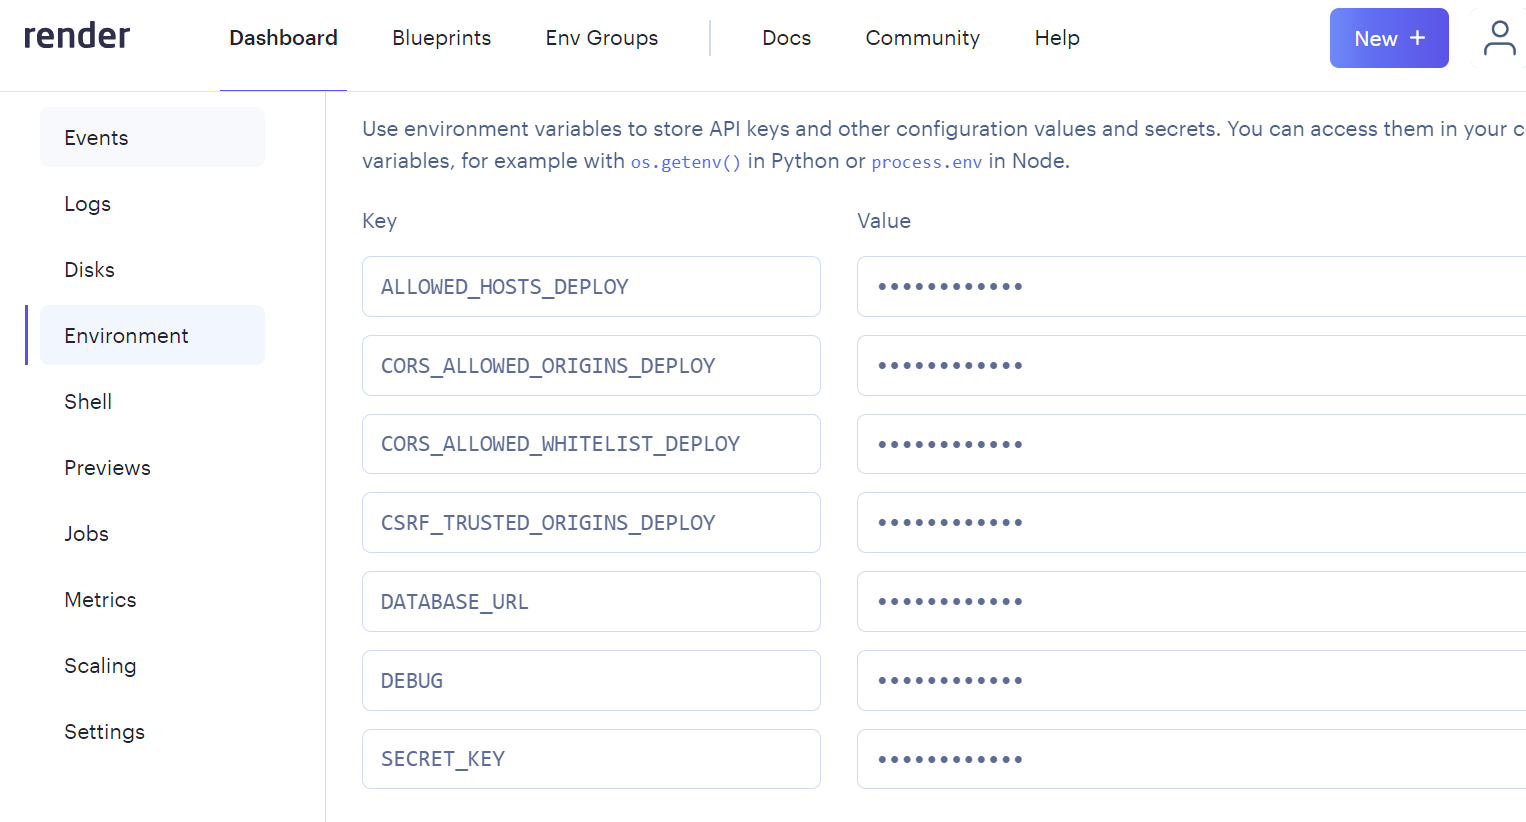 render
Dashboard
Blueprints
Env Groups
Docs
Community
Help
New +
Events
Logs
Disks
Environment
Shell
Previews
Jobs
Metrics
Scaling
Settings
Use environment variables to store API keys and other configuration values and secrets. You can access them in your c
variables, for example with os.getenv() in Python or process.env in Node.
Key
Value
ALLOWED_HOSTS_DEPLOY
••••••••••••
CORS_ALLOWED_ORIGINS_DEPLOY
••••••••••••
CORS_ALLOWED_WHITELIST_DEPLOY
••••••••••••
CSRF_TRUSTED_ORIGINS_DEPLOY
••••••••••••
DATABASE_URL
••••••••••••
DEBUG
••••••••••••
SECRET_KEY
••••••••••••